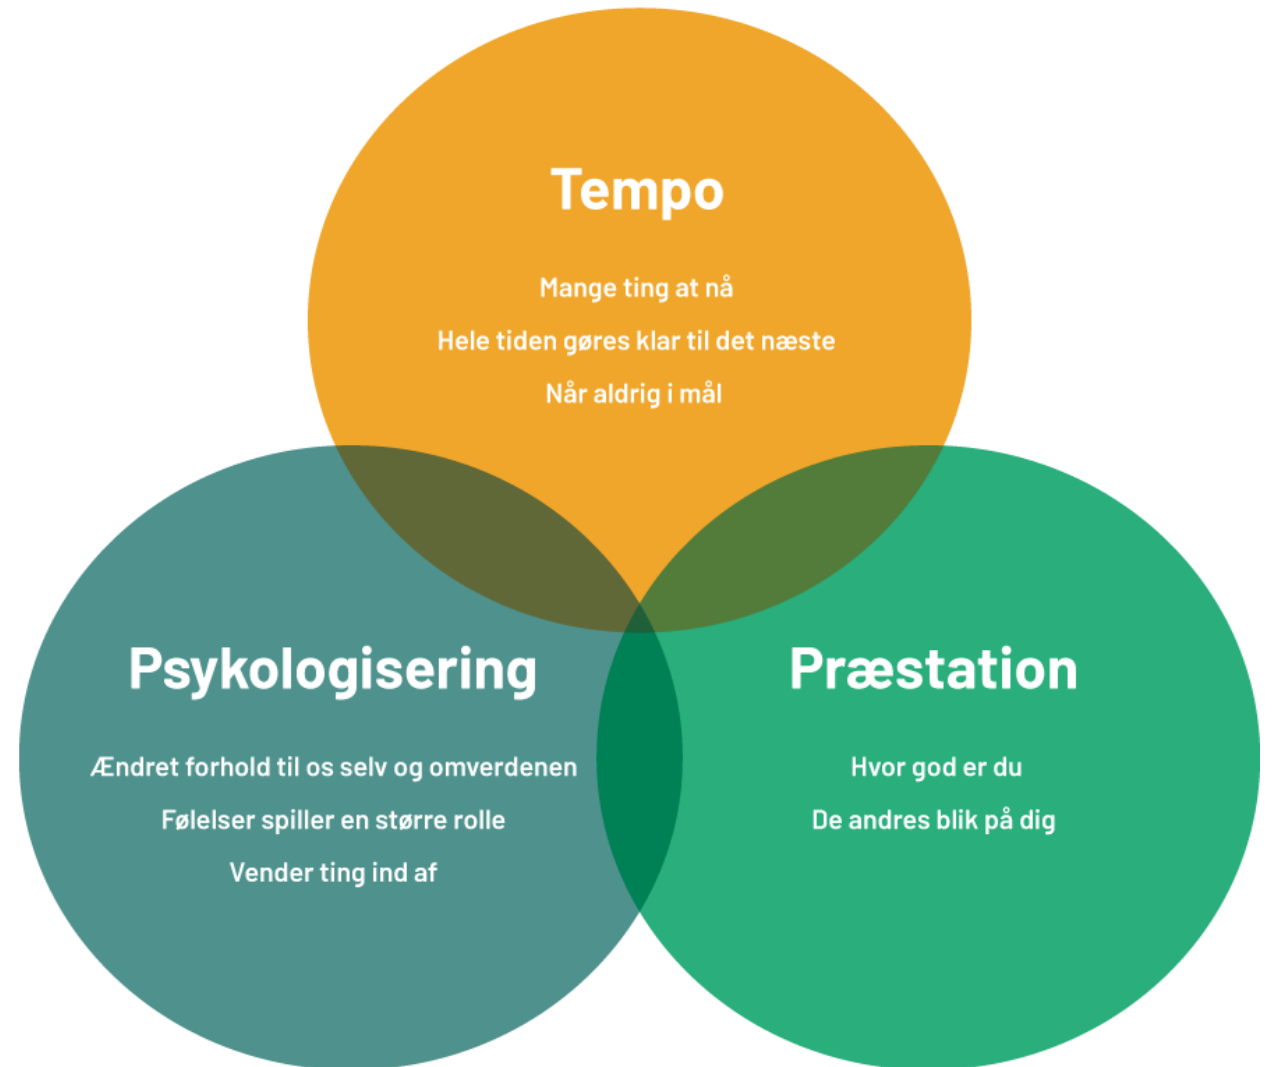 Tempo
Mange ting at nå
Hele tiden gøres klar til det næste
Når aldrig i mål
Psykologisering
Ændret forhold til os selv og omverdenen
Følelser spiller en større rolle
Vender ting ind af
Præstation
Hvor god er du
De andres blik på dig